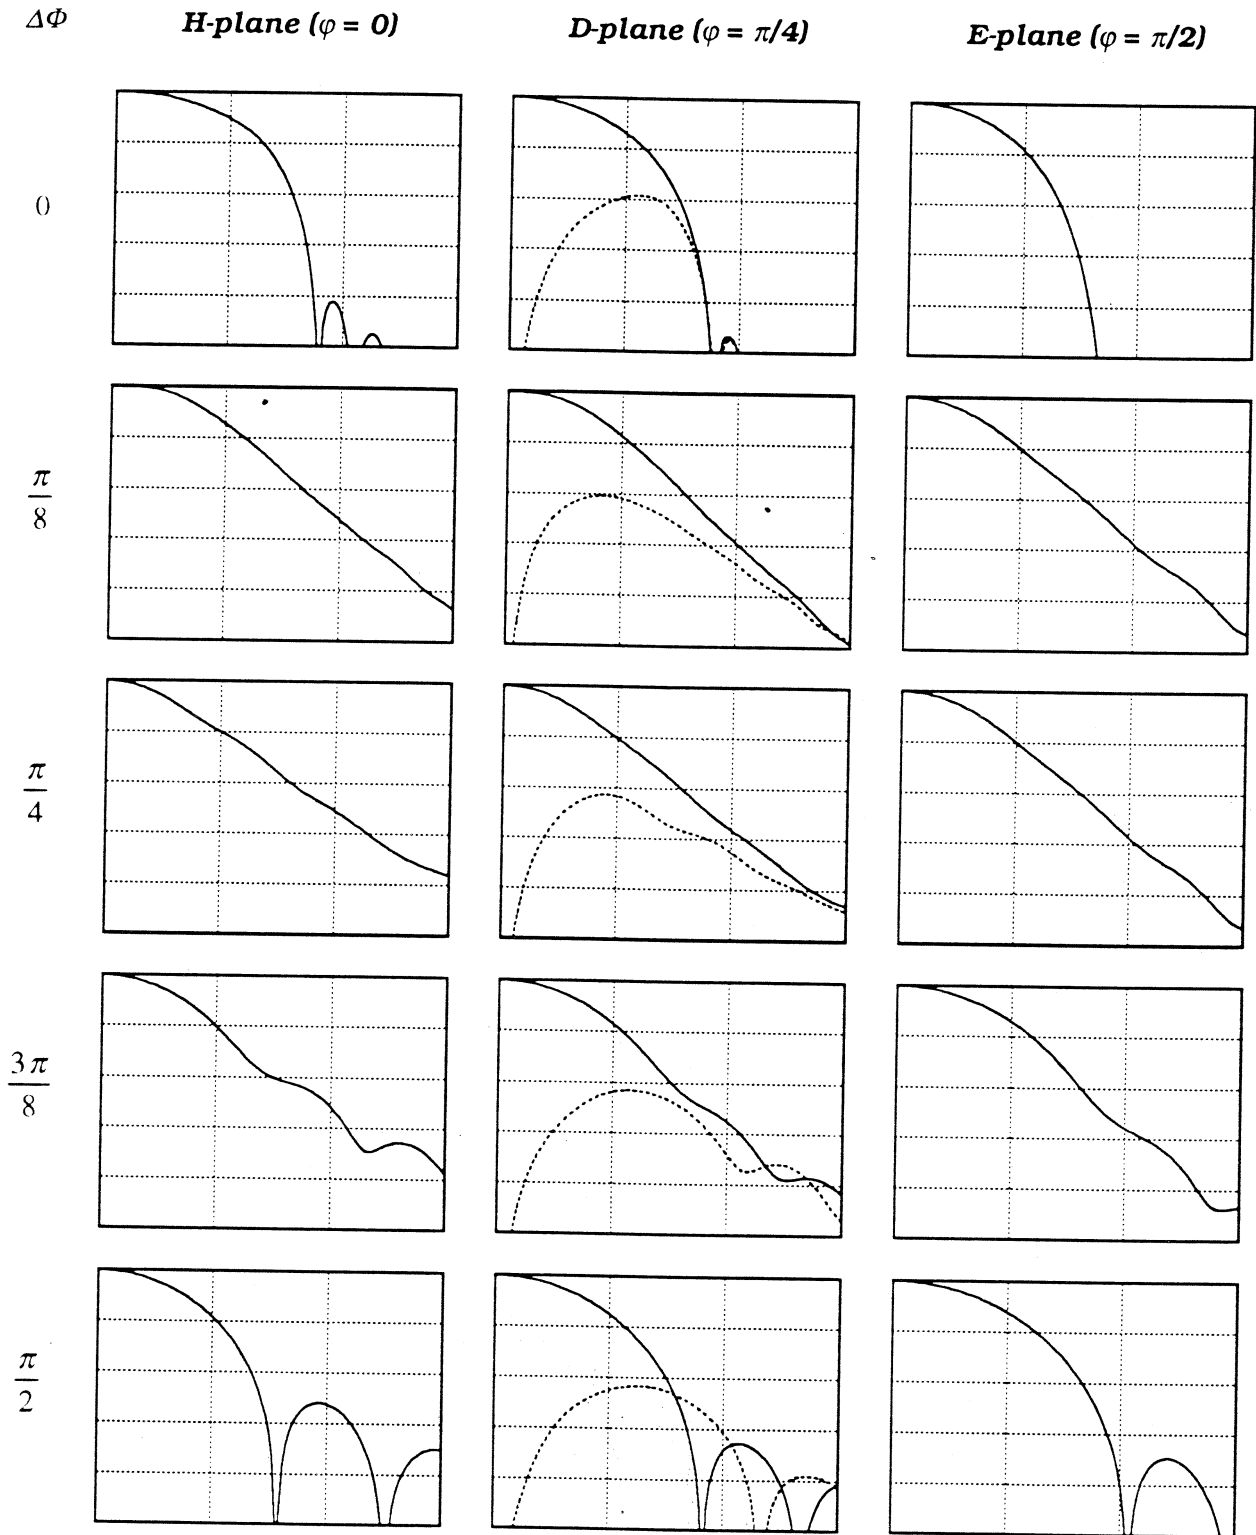 ΔΦ
H-plane (φ = 0)
D-plane (φ = π/4)
E-plane (φ = π/2)
0
π/8
π/4
3π/8
π/2